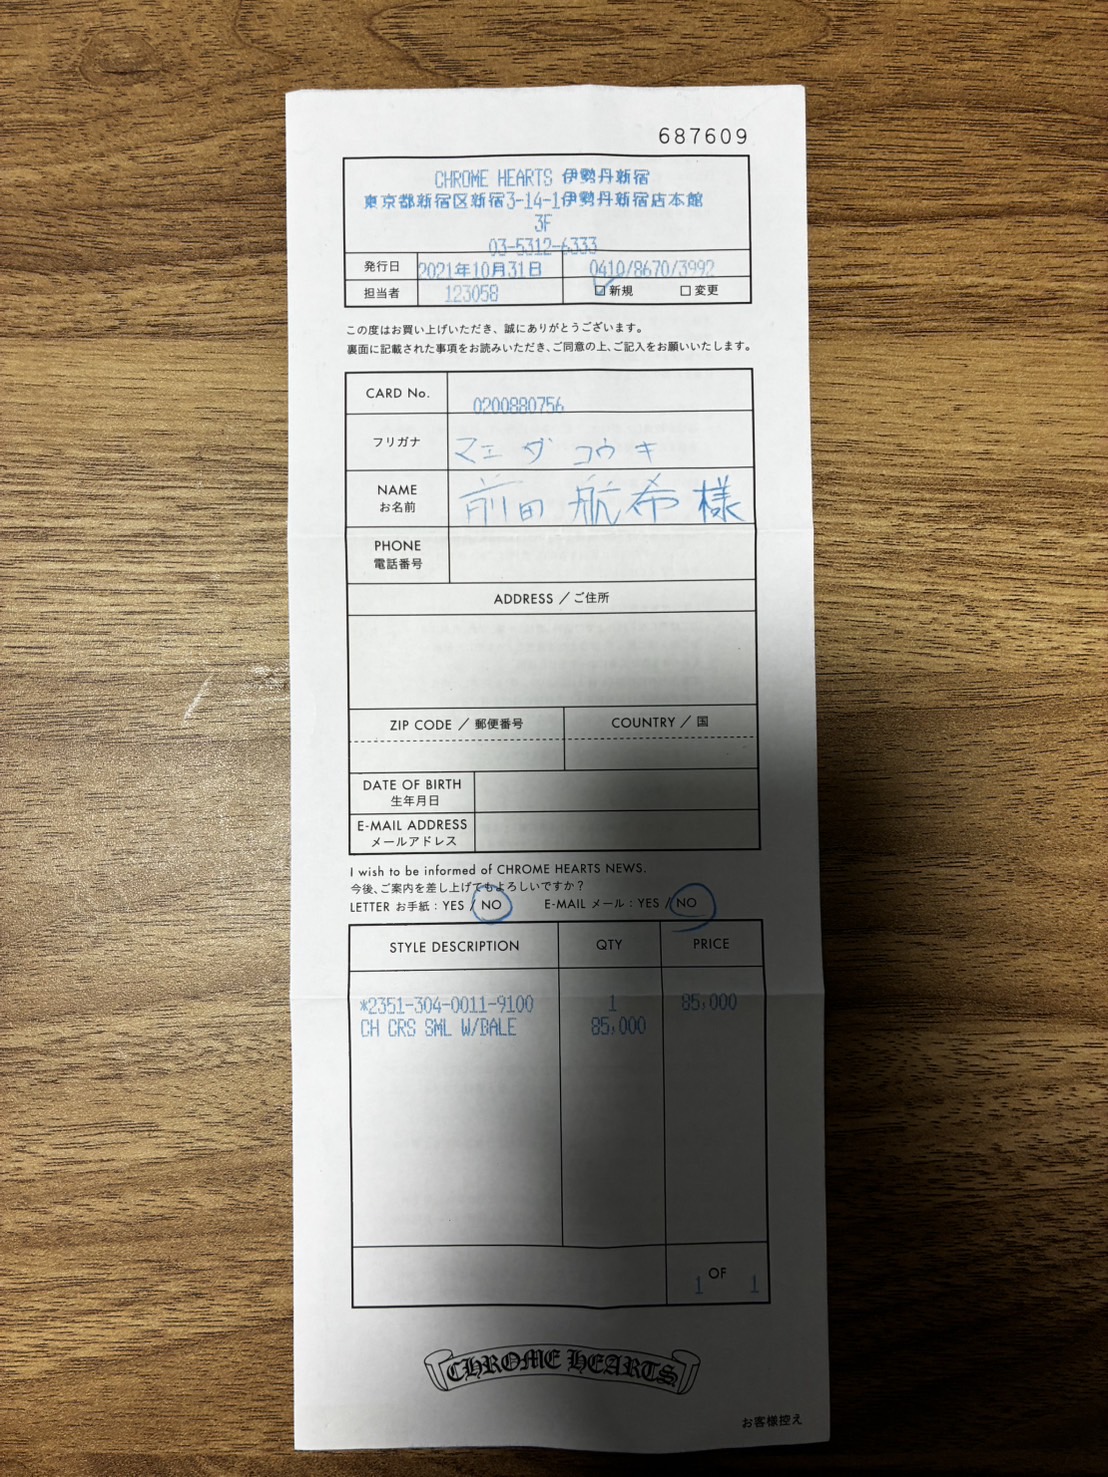 687609
CHROME HEARTS 伊勢丹新宿
東京都新宿区新宿3-14-1伊勢丹新宿店本館
3F
03-5312-6333
発行日 2021年10月31日 0410/8670/3992
担当者 123058 ☑新規 □変更
この度はお買い上げいただき、誠にありがとうございます。
裏面に記載された事項をお読みいただき、ご同意の上、ご記入をお願いいたします。
CARD No. 0200880756
フリガナ マエダ コウキ
NAME
お名前 前田 航希 様
PHONE
電話番号
ADDRESS / ご住所
ZIP CODE / 郵便番号 COUNTRY / 国
DATE OF BIRTH
生年月日
E-MAIL ADDRESS
メールアドレス
I wish to be informed of CHROME HEARTS NEWS.
今後、ご案内を差し上げてもよろしいですか?
LETTER お手紙 : YES / NO E-MAIL メール : YES / NO
STYLE DESCRIPTION QTY PRICE
*2351-304-0011-9100 1 85,000
CH CRS SML W/BALE 85,000
1 OF 1
CHROME HEARTS
お客様控え